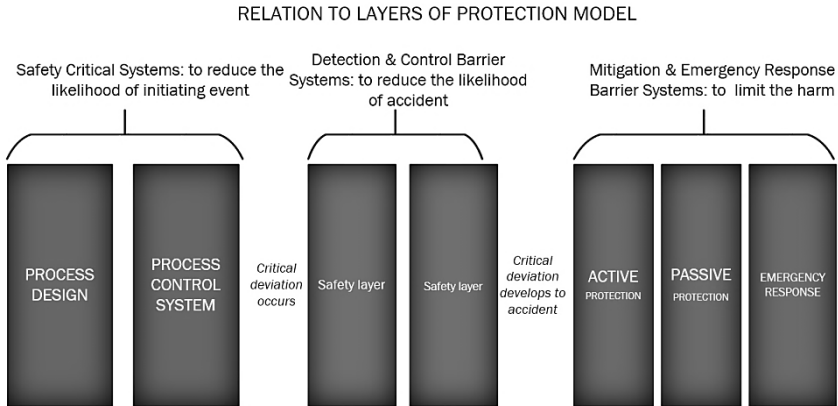 RELATION TO LAYERS OF PROTECTION MODEL
Safety Critical Systems: to reduce the
likelihood of initiating event
Detection & Control Barrier
Systems: to reduce the likelihood
of accident
Mitigation & Emergency Response
Barrier Systems: to limit the harm
PROCESS
DESIGN
PROCESS
CONTROL
SYSTEM
Critical
deviation
occurs
Safety layer
Safety layer
Critical
deviation
develops to
accident
ACTIVE
PROTECTION
PASSIVE
PROTECTION
EMERGENCY
RESPONSE